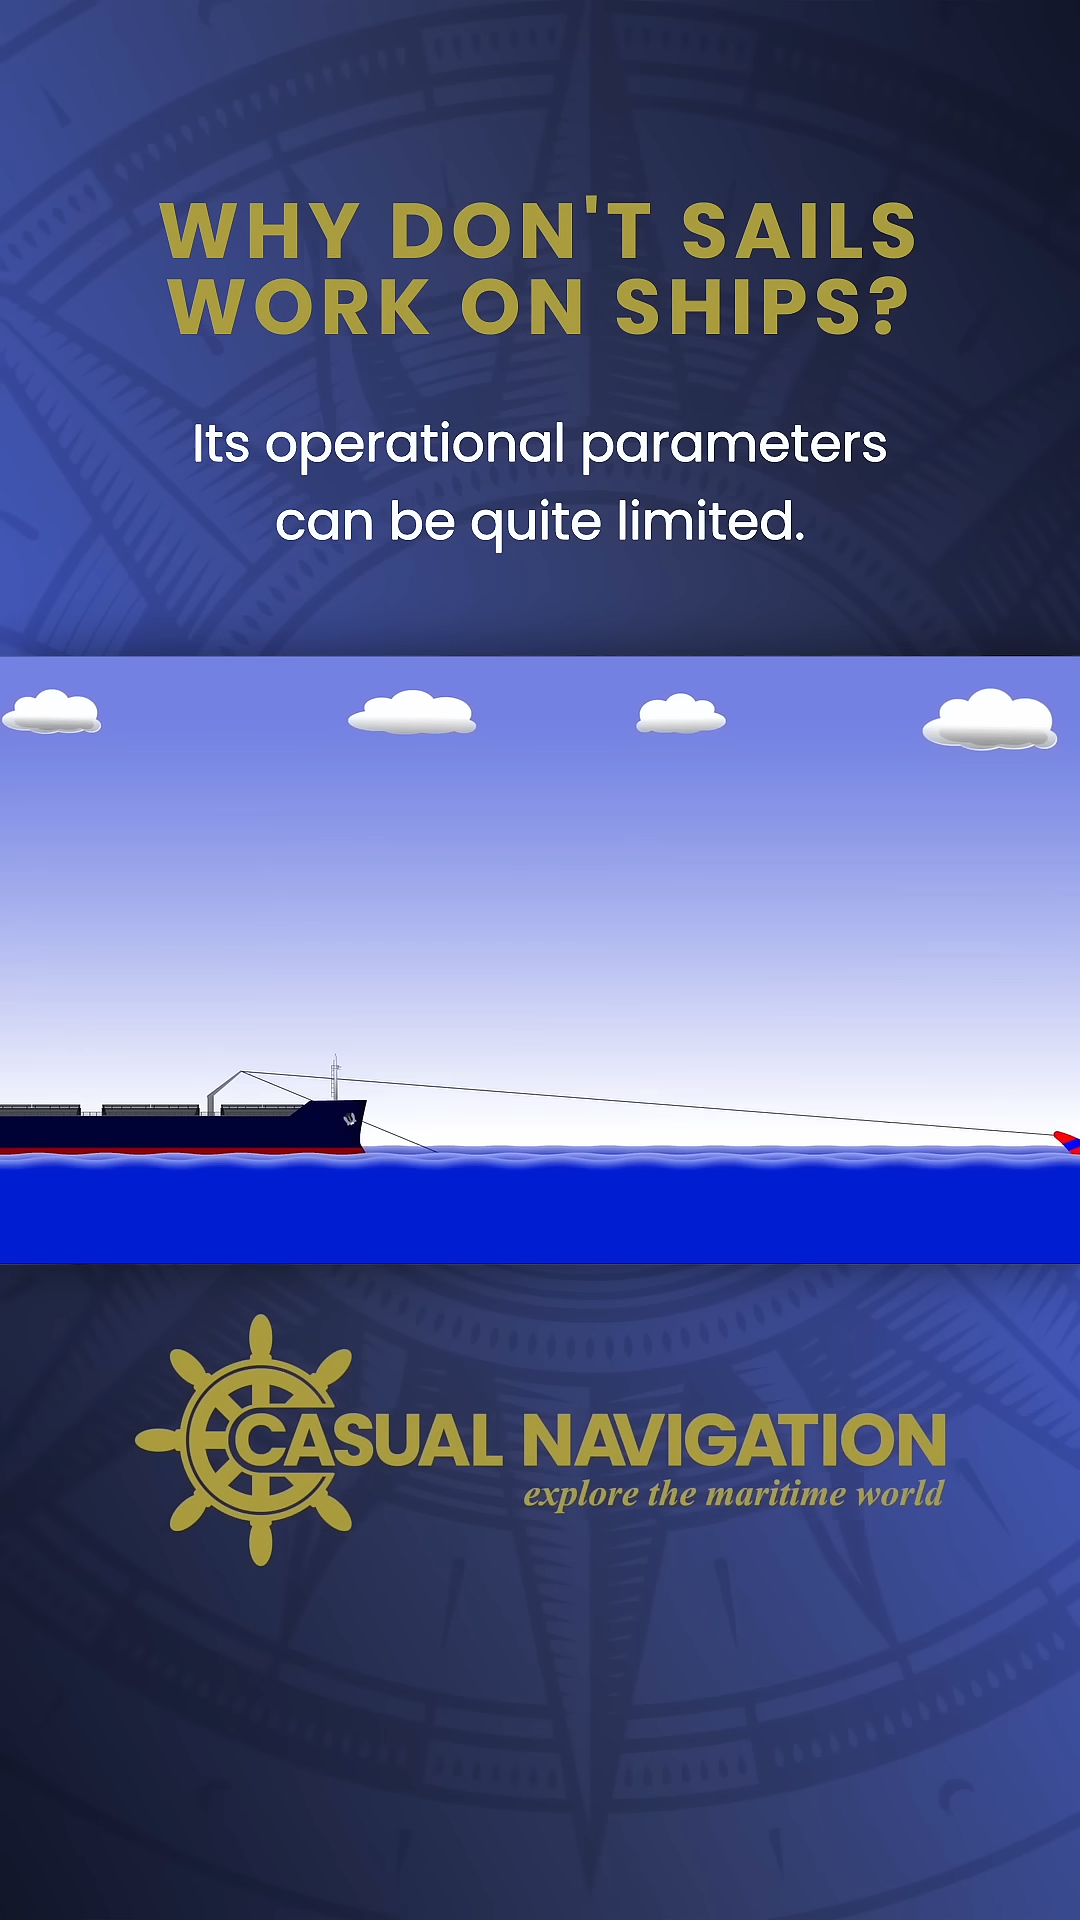 WHY DON'T SAILS
WORK ON SHIPS?
Its operational parameters
can be quite limited.
CASUAL NAVIGATION
explore the maritime world